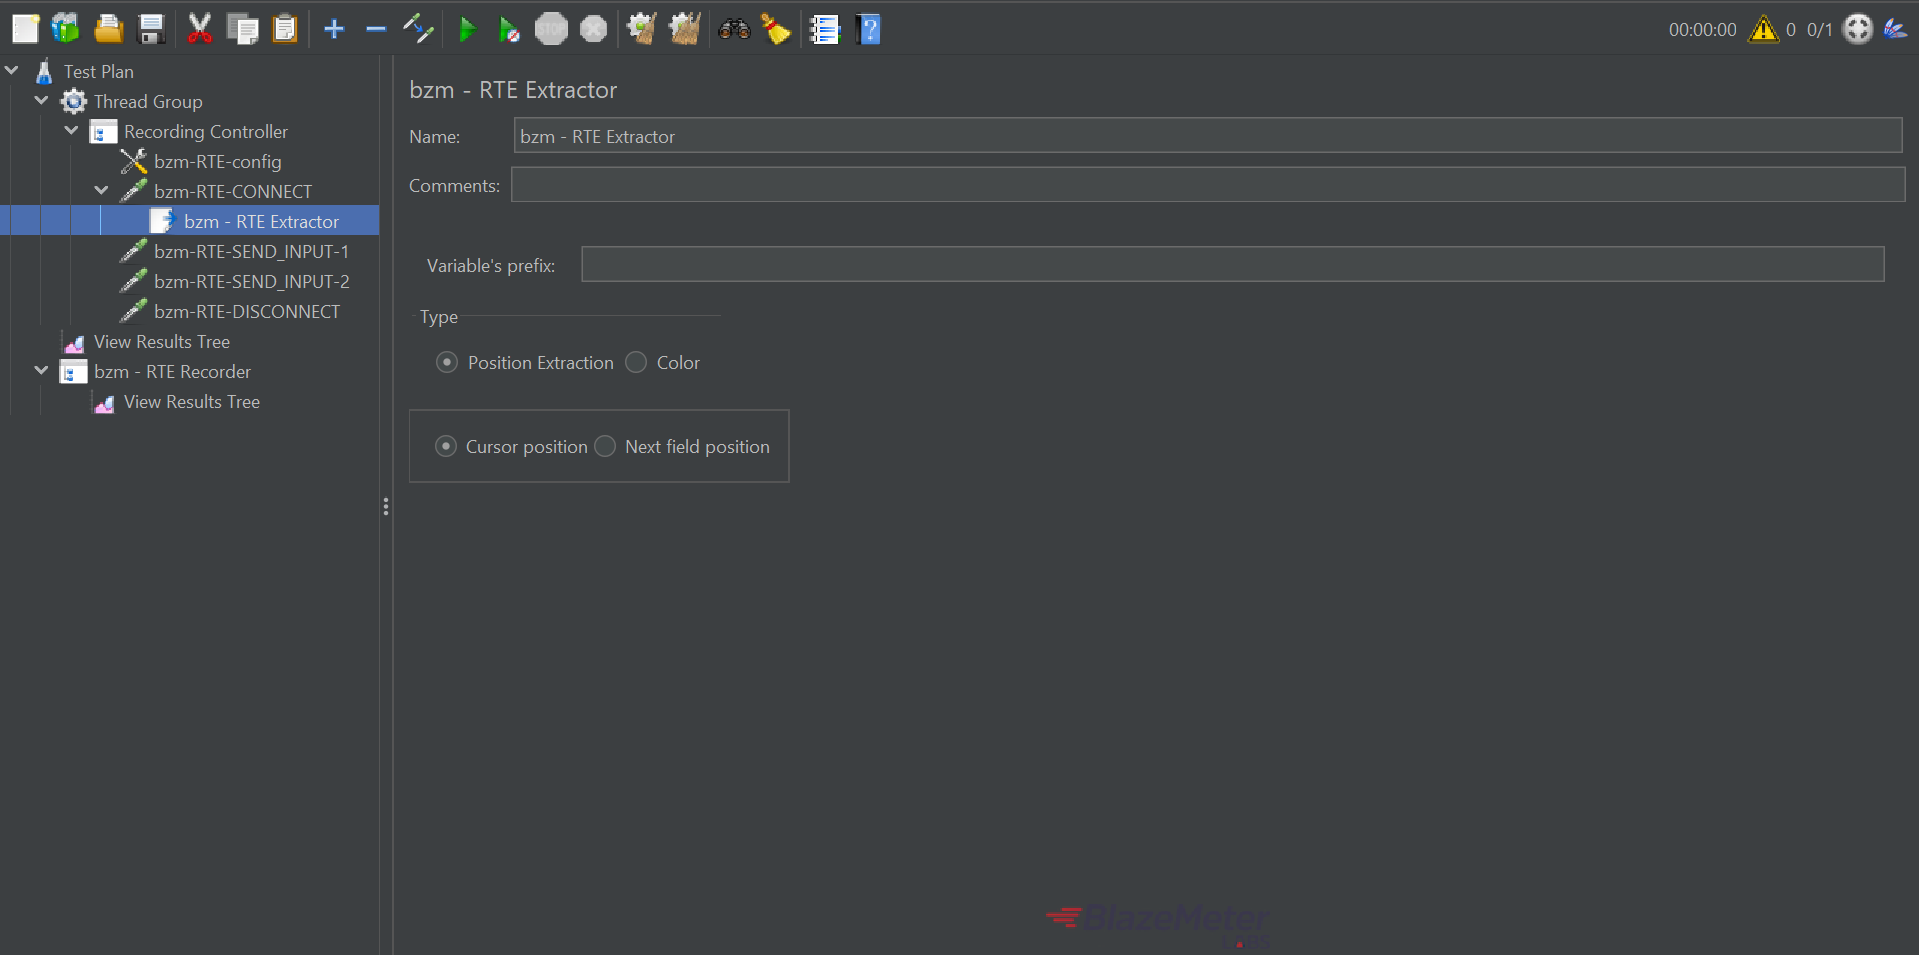 STOP
00:00:00 0 0/1
Test Plan
Thread Group
Recording Controller
bzm-RTE-config
bzm-RTE-CONNECT
bzm - RTE Extractor
bzm-RTE-SEND_INPUT-1
bzm-RTE-SEND_INPUT-2
bzm-RTE-DISCONNECT
View Results Tree
bzm - RTE Recorder
View Results Tree
bzm - RTE Extractor
Name: bzm - RTE Extractor
Comments:
Variable's prefix:
Type
Position Extraction Color
Cursor position Next field position
BlazeMeter
LABS